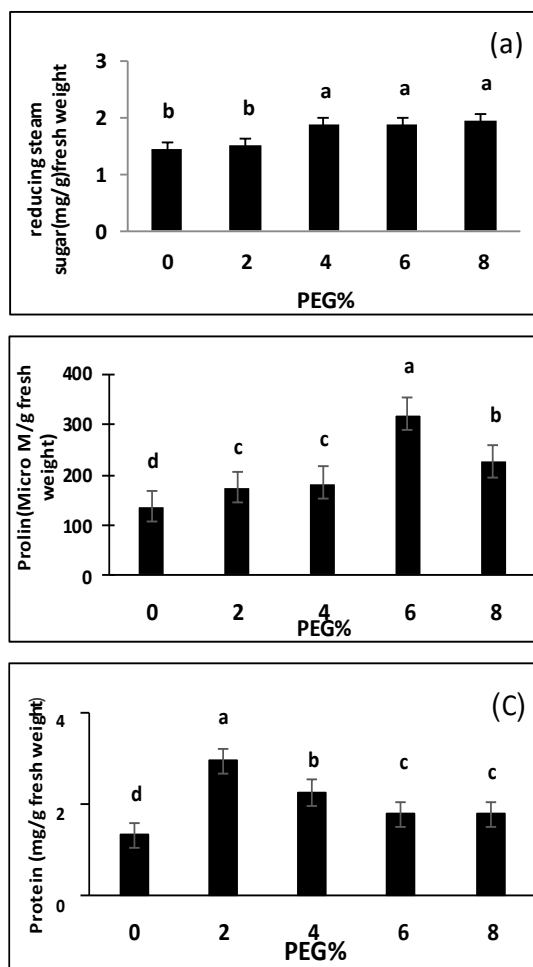 (a)
reducing steam
sugar(mg/g)fresh weight
3
2
1
0
b b a a a
0 2 4 6 8
PEG%
Prolin(Micro M/g fresh
weight)
400
300
200
100
0
d c c a b
0 2 4 6 8
PEG%
(C)
Protein (mg/g fresh weight)
4
2
0
d a b c c
0 2 4 6 8
PEG%